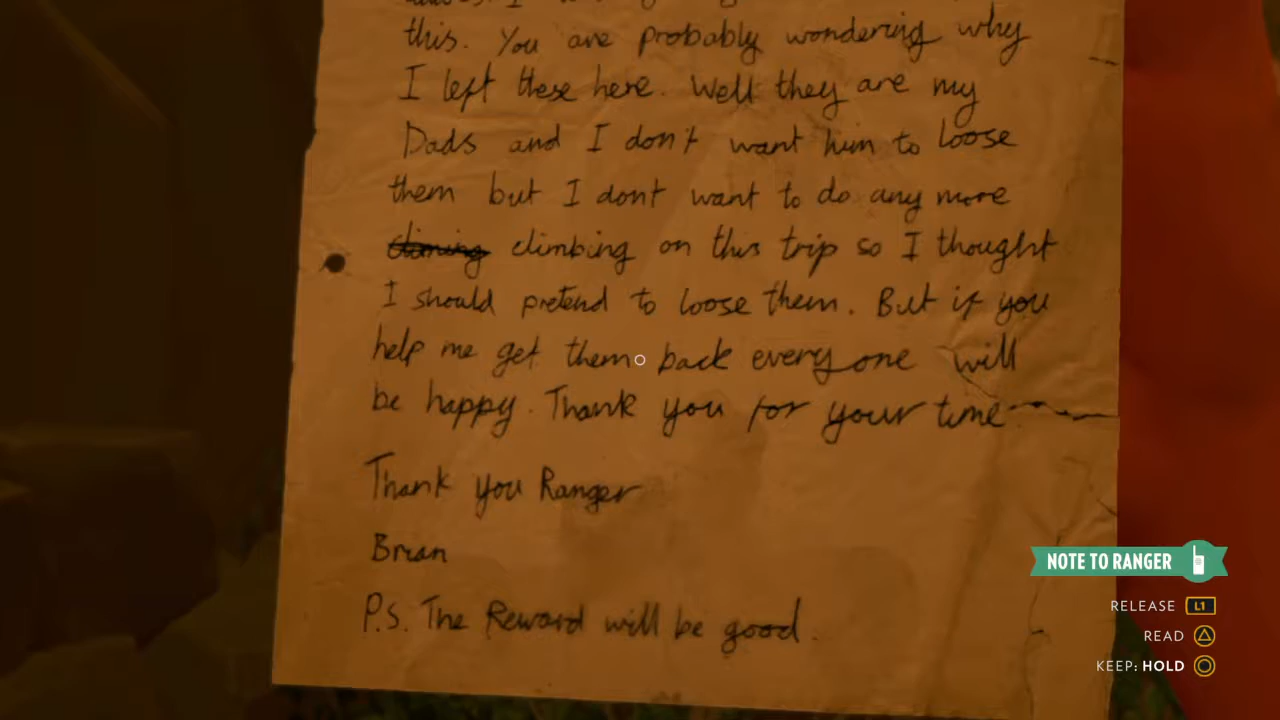 this. You are probably wondering why
I left these here. Well they are my
Dads and I don't want him to loose
them but I dont want to do any more
climing climbing on this trip so I thought
I should pretend to loose them. But if you
help me get them back everyone will
be happy. Thank you for your time
Thank you Ranger
Brian
P.S. The Reward will be good.
NOTE TO RANGER
RELEASE L1
READ
KEEP: HOLD